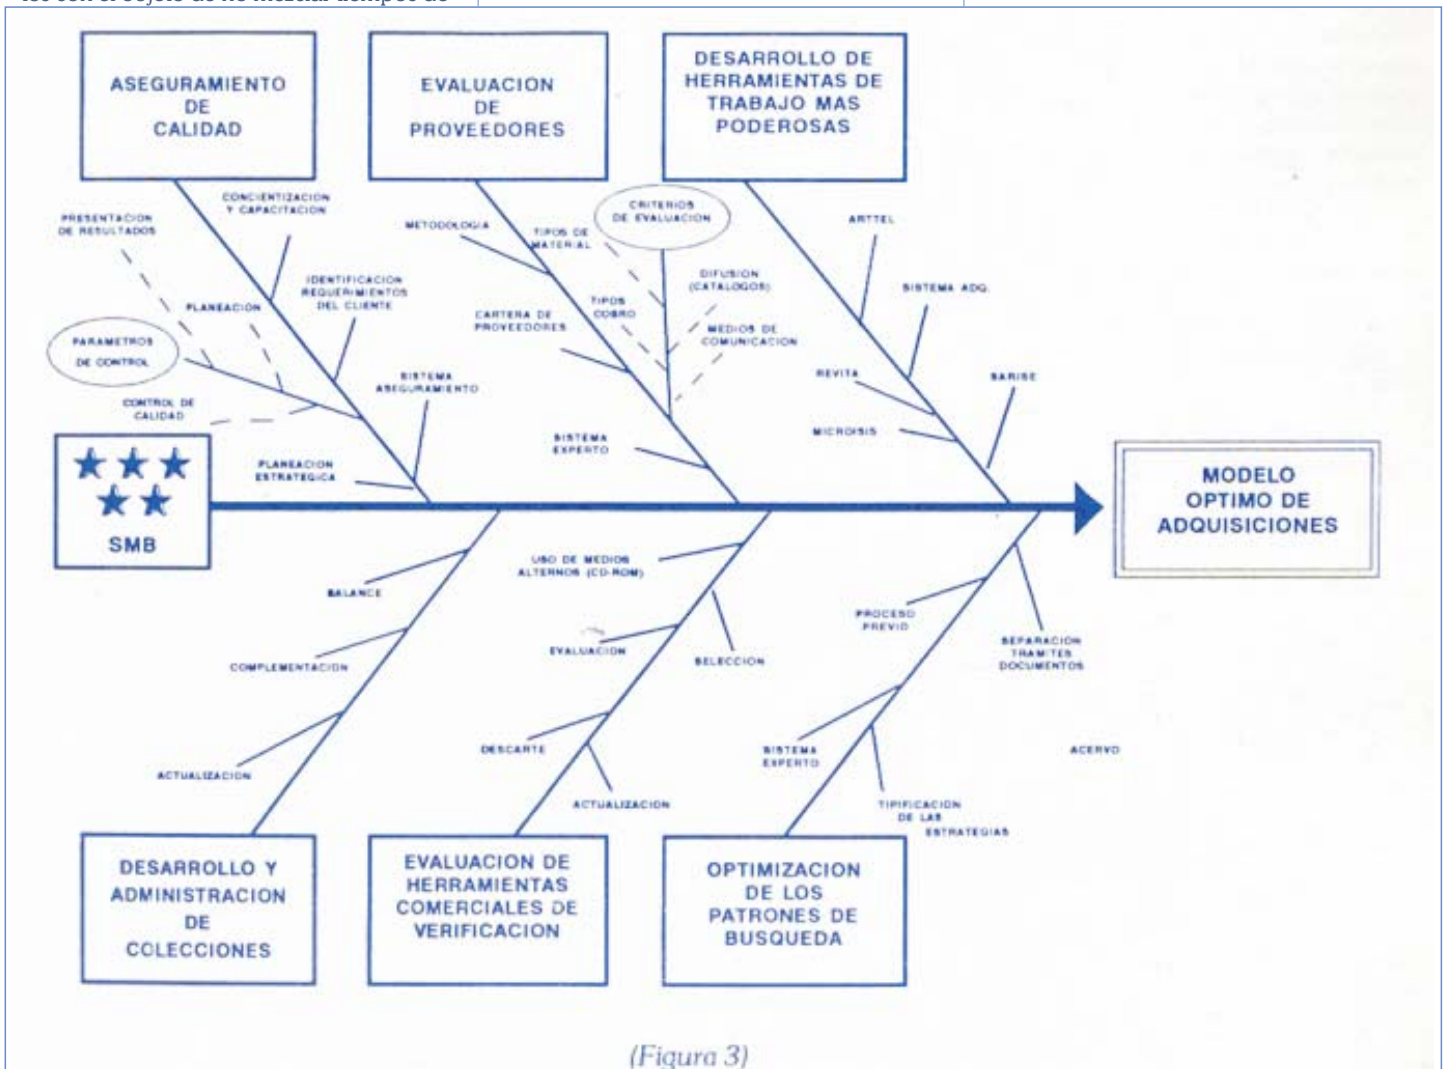 ASEGURAMIENTO
DE
CALIDAD
EVALUACION
DE
PROVEEDORES
DESARROLLO DE
HERRAMIENTAS DE
TRABAJO MAS
PODEROSAS
CONCIENTIZACION
Y CAPACITACION
PRESENTACION
DE RESULTADOS
PLANEACION
IDENTIFICACION
REQUERIMIENTOS
DEL CLIENTE
PARAMETROS
DE CONTROL
CONTROL DE
CALIDAD
SISTEMA
ASEGURAMIENTO
PLANEACION
ESTRATEGICA
METODOLOGIA
CARTERA DE
PROVEEDORES
SISTEMA
EXPERTO
CRITERIOS
DE EVALUACION
TIPOS DE
MATERIAL
TIPOS
COBRO
DIFUSION
(CATALOGOS)
MEDIOS DE
COMUNICACION
ARTTEL
SISTEMA ADQ.
REVITA
SARISE
MICROISIS
SMB
MODELO
OPTIMO DE
ADQUISICIONES
BALANCE
COMPLEMENTACION
ACTUALIZACION
USO DE MEDIOS
ALTERNOS (CD-ROM)
EVALUACION
SELECCION
DESCARTE
ACTUALIZACION
PROCESO
PREVIO
SEPARACION
TRAMITES
DOCUMENTOS
SISTEMA
EXPERTO
TIPIFICACION
DE LAS
ESTRATEGIAS
ACERVO
DESARROLLO Y
ADMINISTRACION
DE
COLECCIONES
EVALUACION DE
HERRAMIENTAS
COMERCIALES DE
VERIFICACION
OPTIMIZACION
DE LOS
PATRONES DE
BUSQUEDA
(Figura 3)